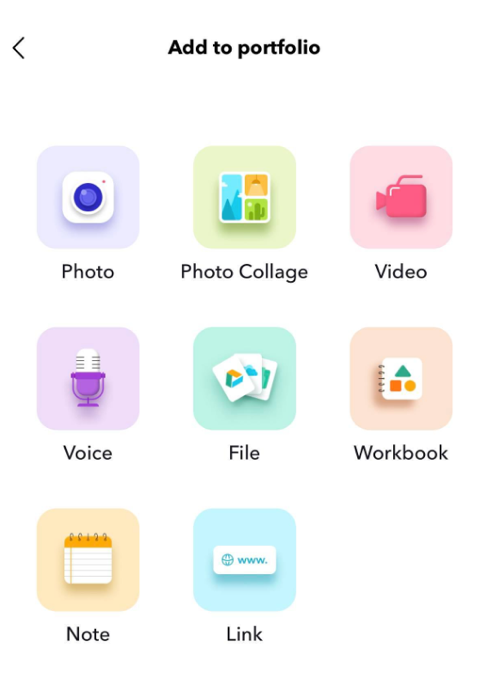 Add to portfolio
Photo
Photo Collage
Video
Voice
File
Workbook
www.
Note
Link